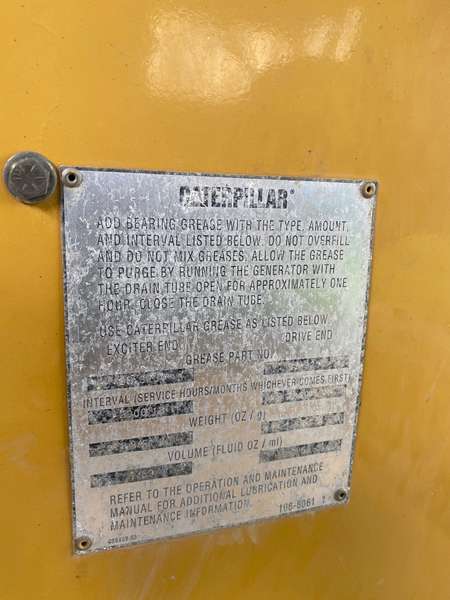 CATERPILLAR®
ADD BEARING GREASE WITH THE TYPE, AMOUNT,
AND INTERVAL LISTED BELOW. DO NOT OVERFILL
AND DO NOT MIX GREASES. ALLOW THE GREASE
TO PURGE BY RUNNING THE GENERATOR WITH
THE DRAIN TUBE OPEN FOR APPROXIMATELY ONE
HOUR. CLOSE THE DRAIN TUBE.
USE CATERPILLAR GREASE AS LISTED BELOW
EXCITER END DRIVE END
GREASE PART NO/
INTERVAL (SERVICE HOURS/MONTHS WHICHEVER COMES FIRST)
WEIGHT (OZ / g)
VOLUME (FLUID OZ / ml)
REFER TO THE OPERATION AND MAINTENANCE
MANUAL FOR ADDITIONAL LUBRICATION AND
MAINTENANCE INFORMATION.